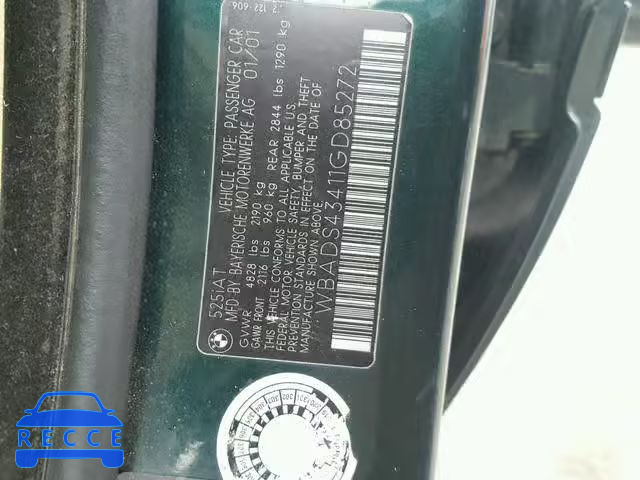 525iAT VEHICLE TYPE: PASSENGER CAR
MFD BY BAYERISCHE MOTORENWERKE AG 01/01
GVWR 4828 lbs 2190 kg
GAWR FRONT 2116 lbs 960 kg REAR 2844 lbs 1290 kg
THIS VEHICLE CONFORMS TO ALL APPLICABLE U.S.
FEDERAL MOTOR VEHICLE SAFETY, BUMPER AND THEFT
PREVENTION STANDARDS IN EFFECT ON THE DATE OF
MANUFACTURE SHOWN ABOVE
WBADS43411GD85272
122 606
RECCE